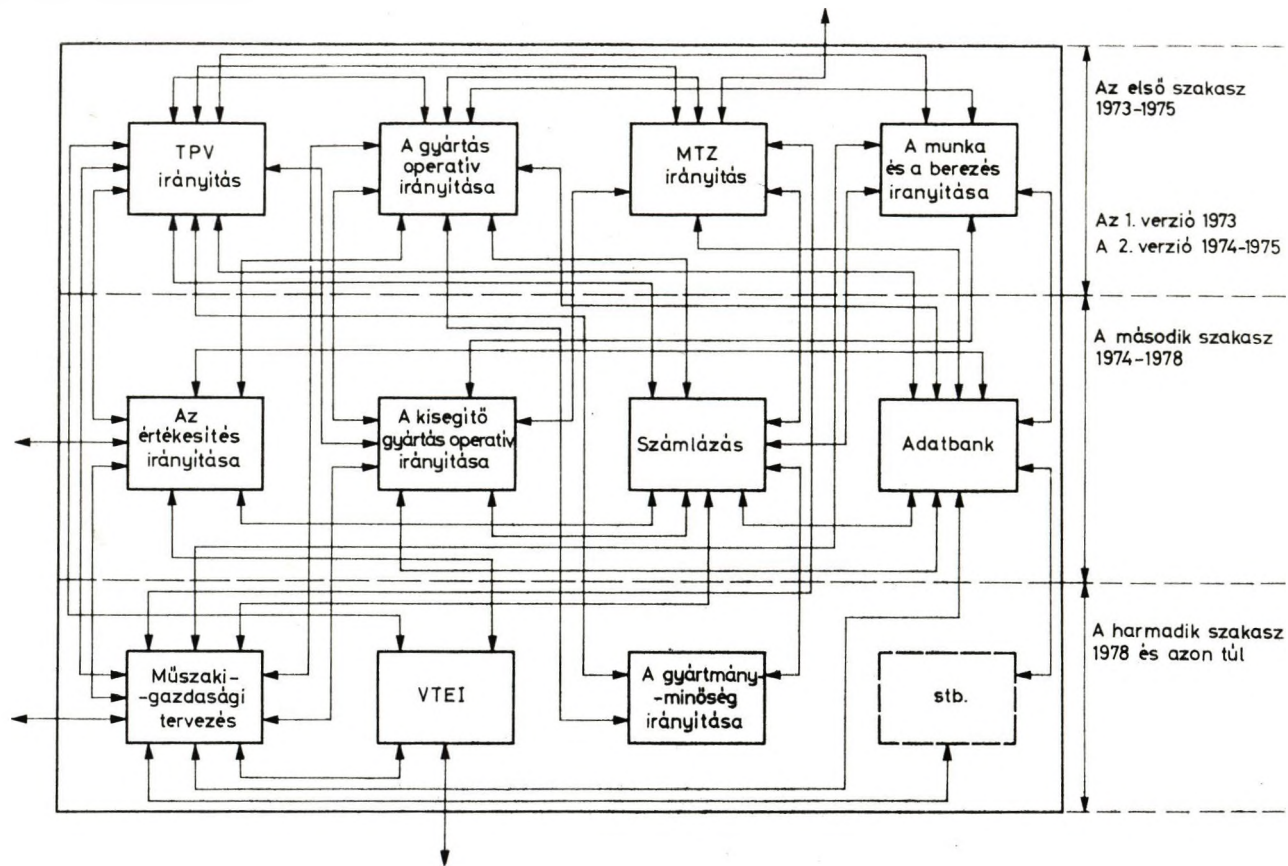 TPV
irányitás
A gyártás
operativ
irányitása
MTZ
irányitás
A munka
és a berezés
iranyitása
Az első szakasz
1973-1975
Az 1. verzió 1973
A 2. verzió 1974-1975
Az
értékesités
irányitása
A kisegitő
gyártás operativ
irányitása
Számlázás
Adatbank
A második szakasz
1974-1978
Műszaki-
-gazdasági
tervezés
VTEI
A gyártmány-
-minőség
irányitása
stb.
A harmadik szakasz
1978 és azon túl